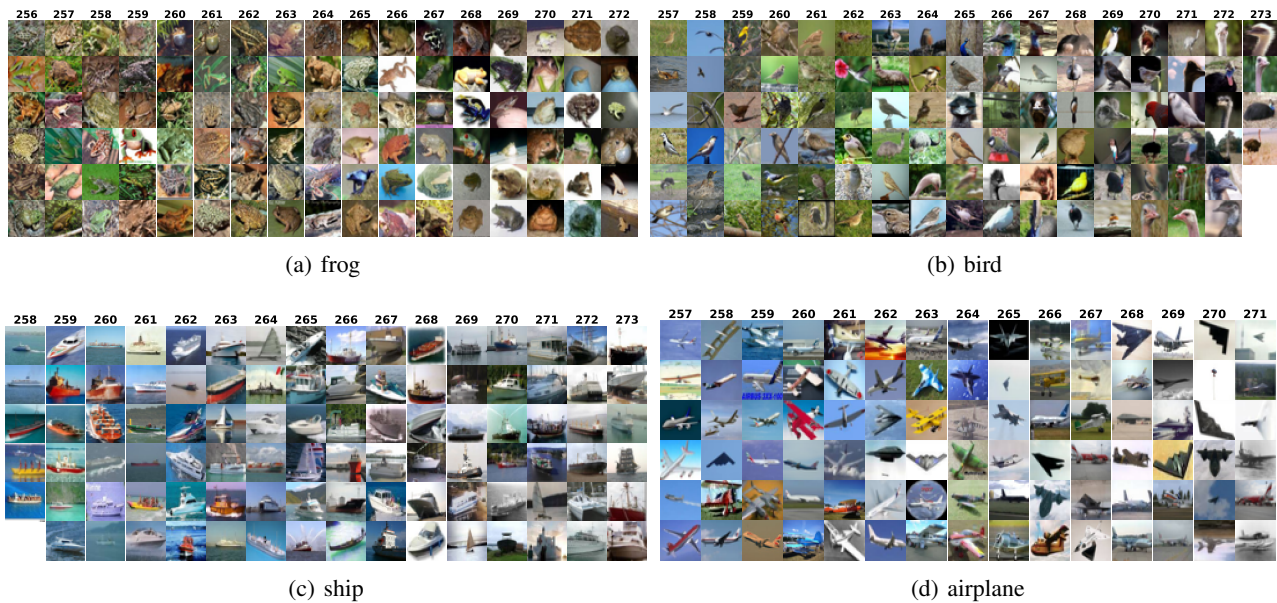 256 257 258 259 260 261 262 263 264 265 266 267 268 269 270 271 272
257 258 259 260 261 262 263 264 265 266 267 268 269 270 271 272 273
(a) frog
(b) bird
258 259 260 261 262 263 264 265 266 267 268 269 270 271 272 273
257 258 259 260 261 262 263 264 265 266 267 268 269 270 271
AIRBUS
(c) ship
(d) airplane